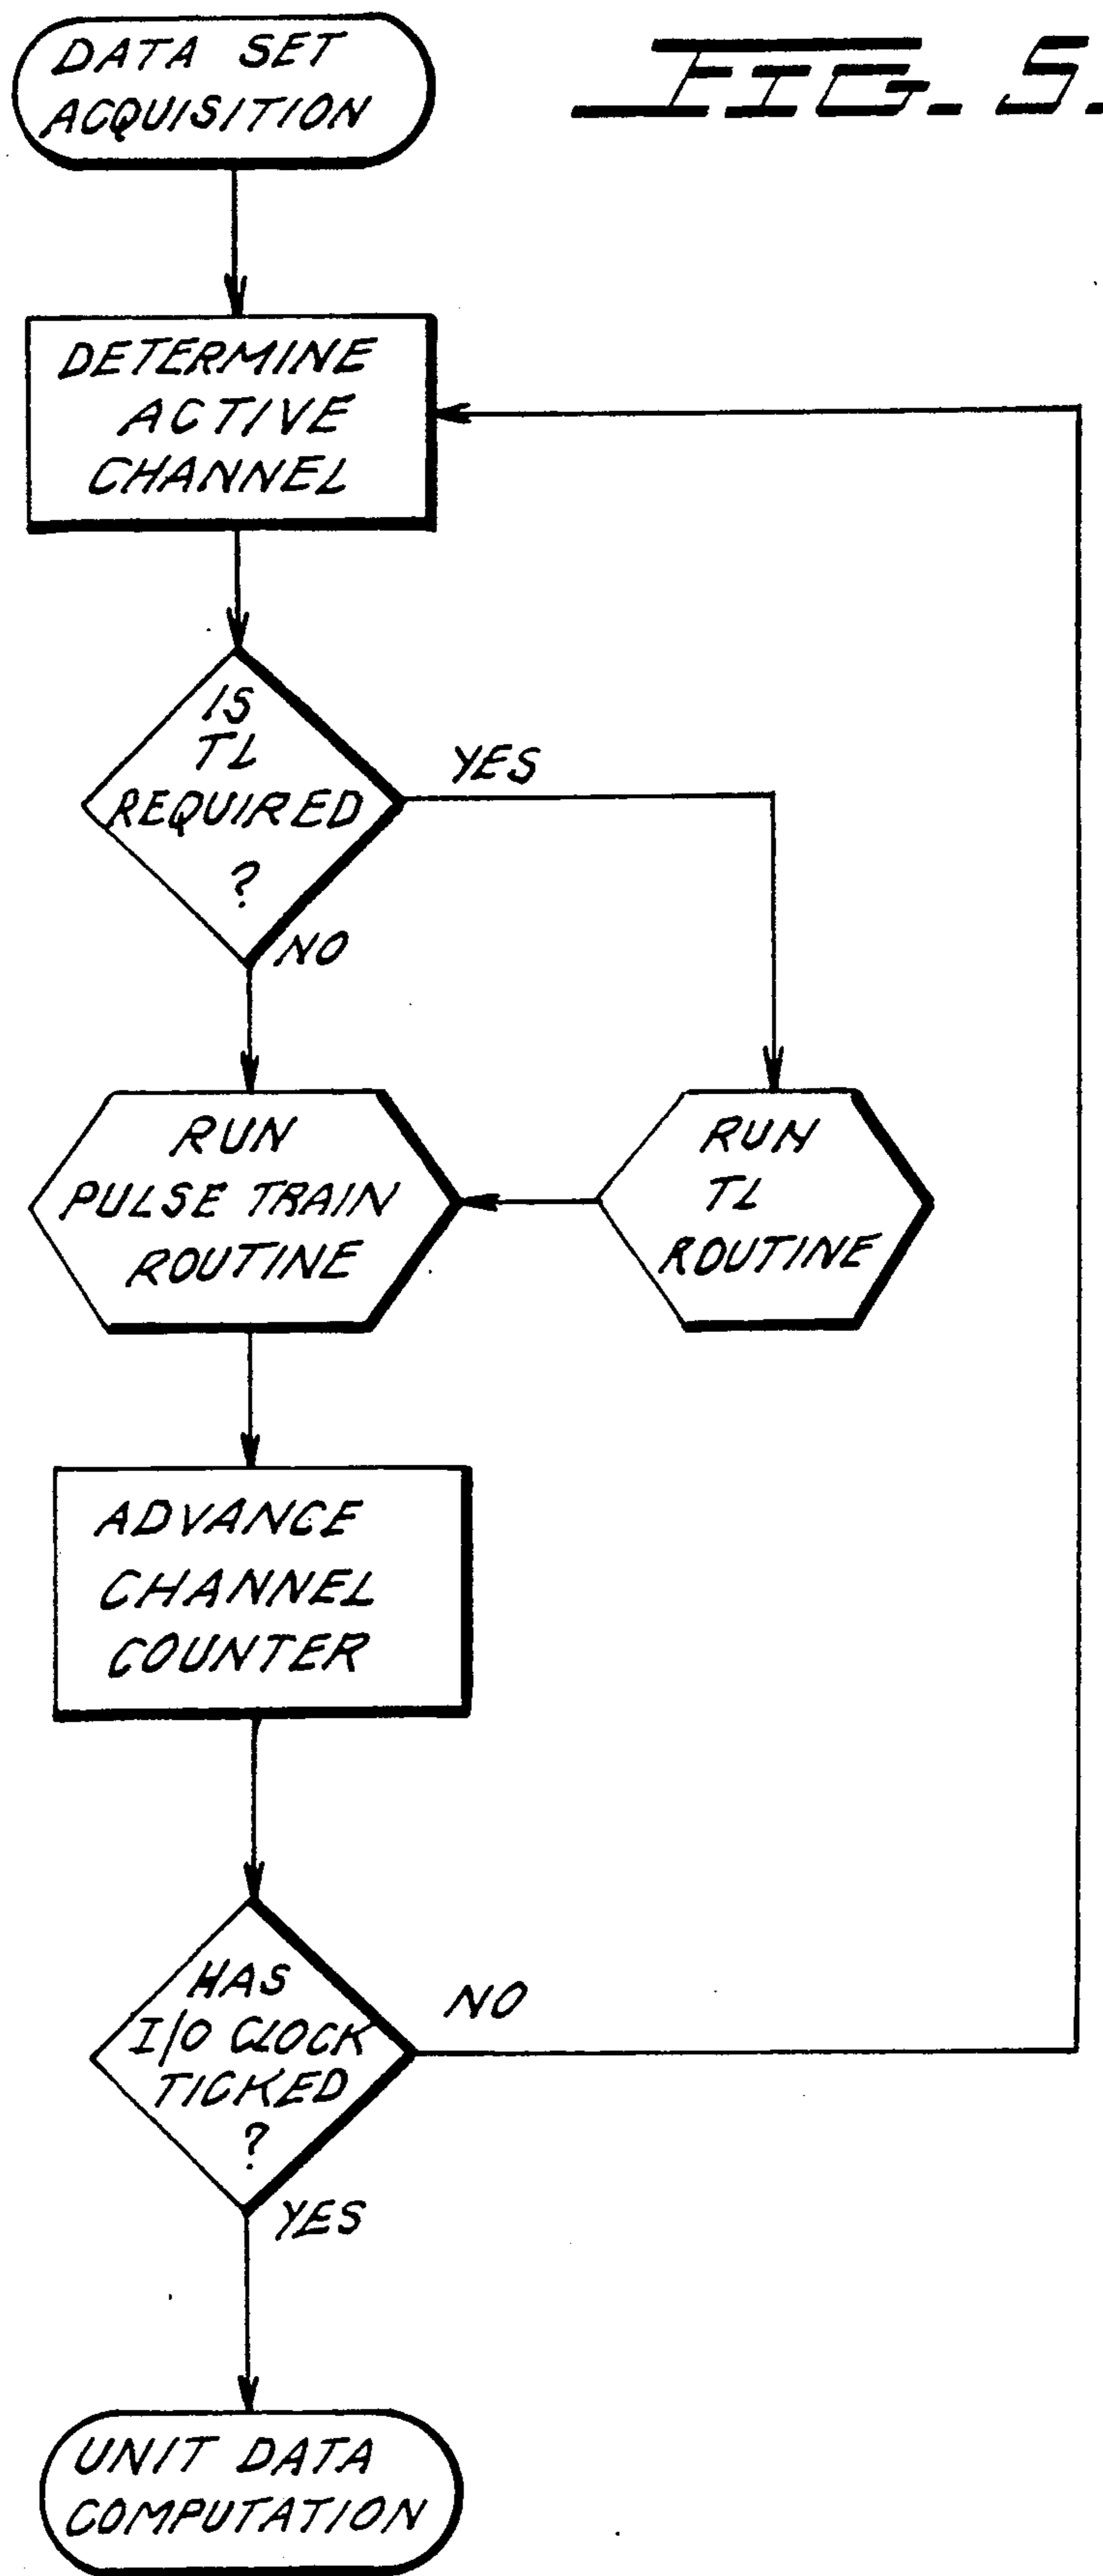 DATA SET
ACQUISITION
FIG. 5.
DETERMINE
ACTIVE
CHANNEL
IS
TL
REQUIRED
?
YES
NO
RUN
PULSE TRAIN
ROUTINE
RUN
TL
ROUTINE
ADVANCE
CHANNEL
COUNTER
HAS
I/O CLOCK
TICKED
?
NO
YES
UNIT DATA
COMPUTATION